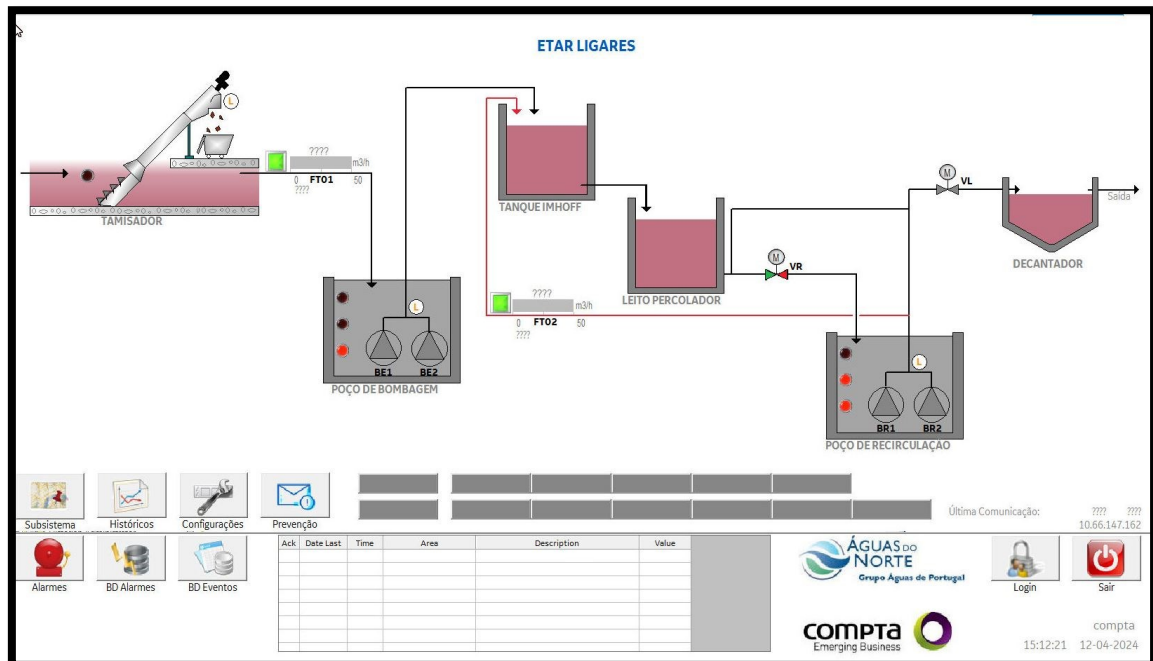 ETAR LIGARES
L
????
m3/h
0 FT01 50
????
TAMISADOR
TANQUE IMHOFF
M
VL
Saída
DECANTADOR
LEITO PERCOLADOR
M
VR
????
m3/h
0 FT02 50
????
L
BE1 BE2
POÇO DE BOMBAGEM
L
BR1 BR2
POÇO DE RECIRCULAÇÃO
Subsistema Históricos Configurações Prevenção
Última Comunicação: ???? ????
10.66.147.162
Alarmes BD Alarmes BD Eventos
Ack Date Last Time Area Description Value
ÁGUAS DO
NORTE
Grupo Águas de Portugal
Login Sair
compta
Emerging Business
compta
15:12:21 12-04-2024